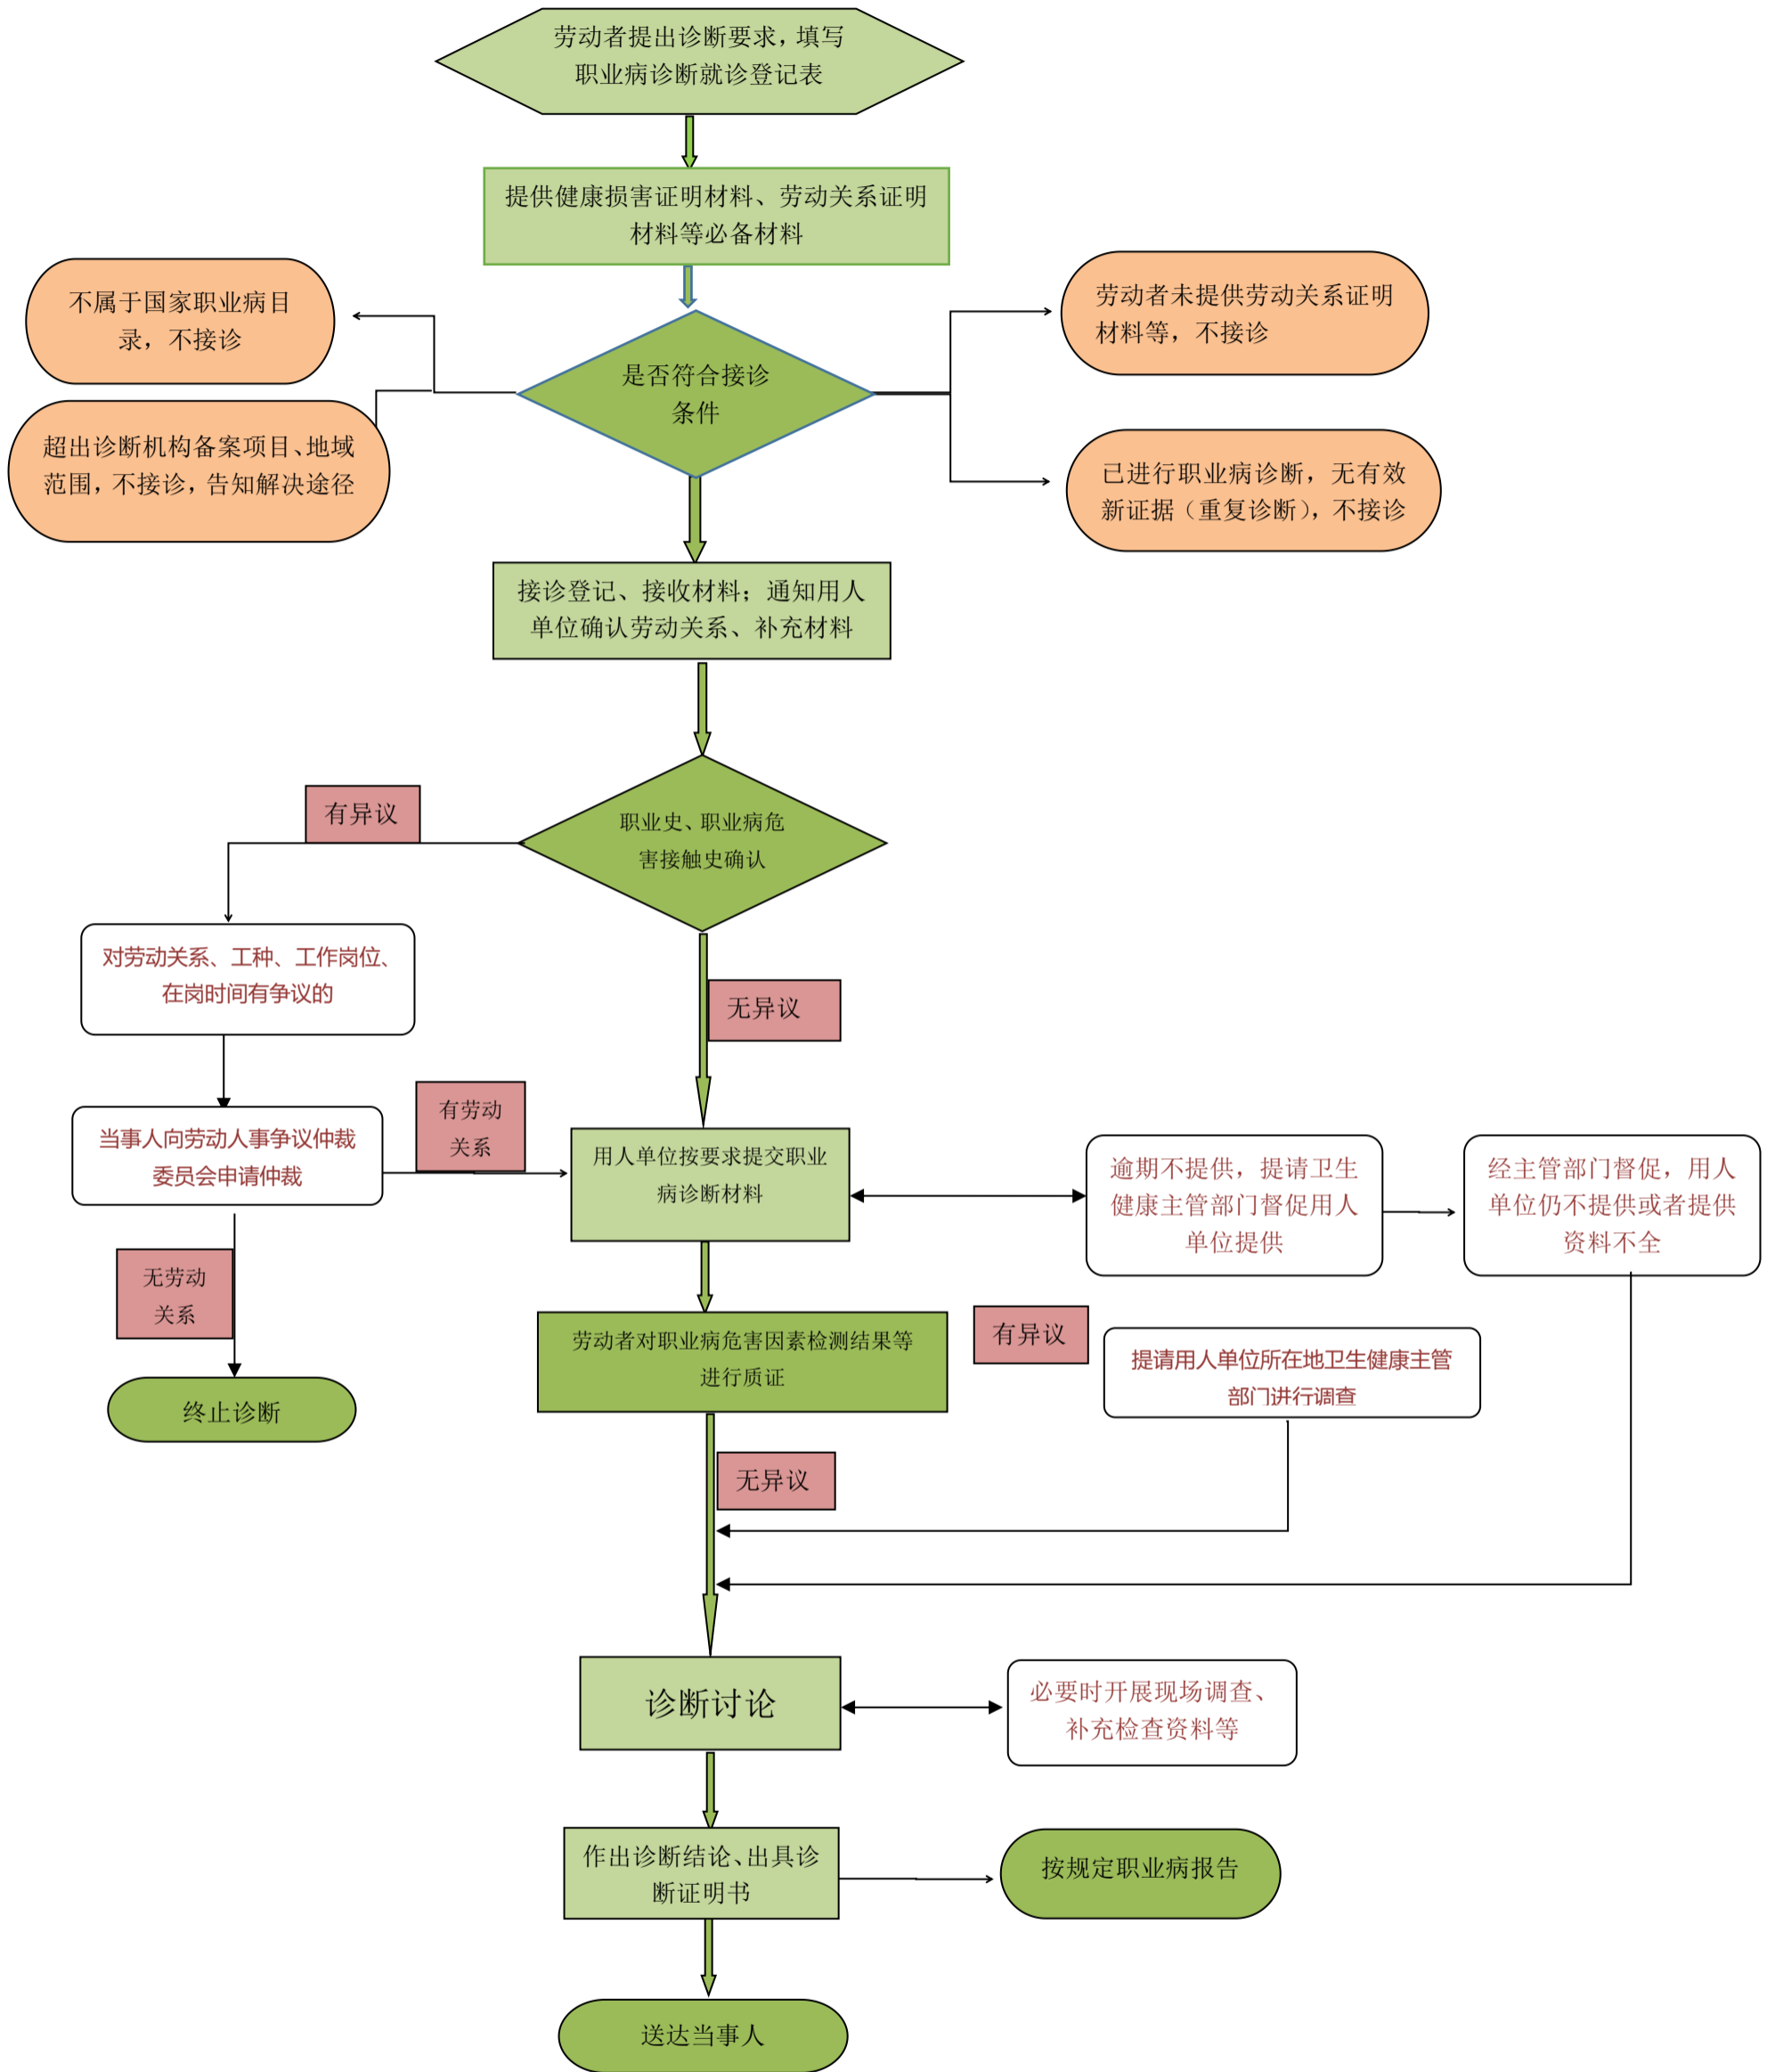 劳动者提出诊断要求，填写
职业病诊断就诊登记表
提供健康损害证明材料、劳动关系证明
材料等必备材料
不属于国家职业病目
录，不接诊
劳动者未提供劳动关系证明
材料等，不接诊
是否符合接诊
条件
超出诊断机构备案项目、地域
范围，不接诊，告知解决途径
已进行职业病诊断，无有效
新证据（重复诊断），不接诊
接诊登记、接收材料；通知用人
单位确认劳动关系、补充材料
有异议
职业史、职业病危
害接触史确认
对劳动关系、工种、工作岗位、
在岗时间有争议的
无异议
当事人向劳动人事争议仲裁
委员会申请仲裁
有劳动
关系
用人单位按要求提交职业
病诊断材料
逾期不提供，提请卫生
健康主管部门督促用人
单位提供
经主管部门督促，用人
单位仍不提供或者提供
资料不全
无劳动
关系
劳动者对职业病危害因素检测结果等
进行质证
有异议
提请用人单位所在地卫生健康主管
部门进行调查
终止诊断
无异议
诊断讨论
必要时开展现场调查、
补充检查资料等
作出诊断结论、出具诊
断证明书
按规定职业病报告
送达当事人